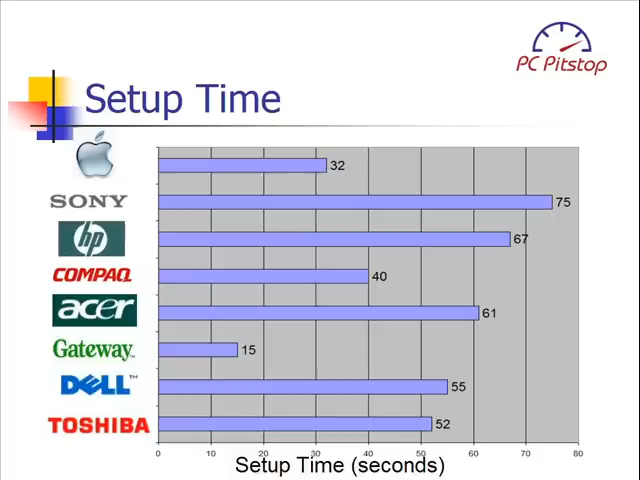 PC Pitstop
Setup Time
32
SONY 75
hp 67
COMPAQ 40
acer 61
Gateway 15
DELL™ 55
TOSHIBA 52
0 10 20 30 40 50 60 70 80
Setup Time (seconds)